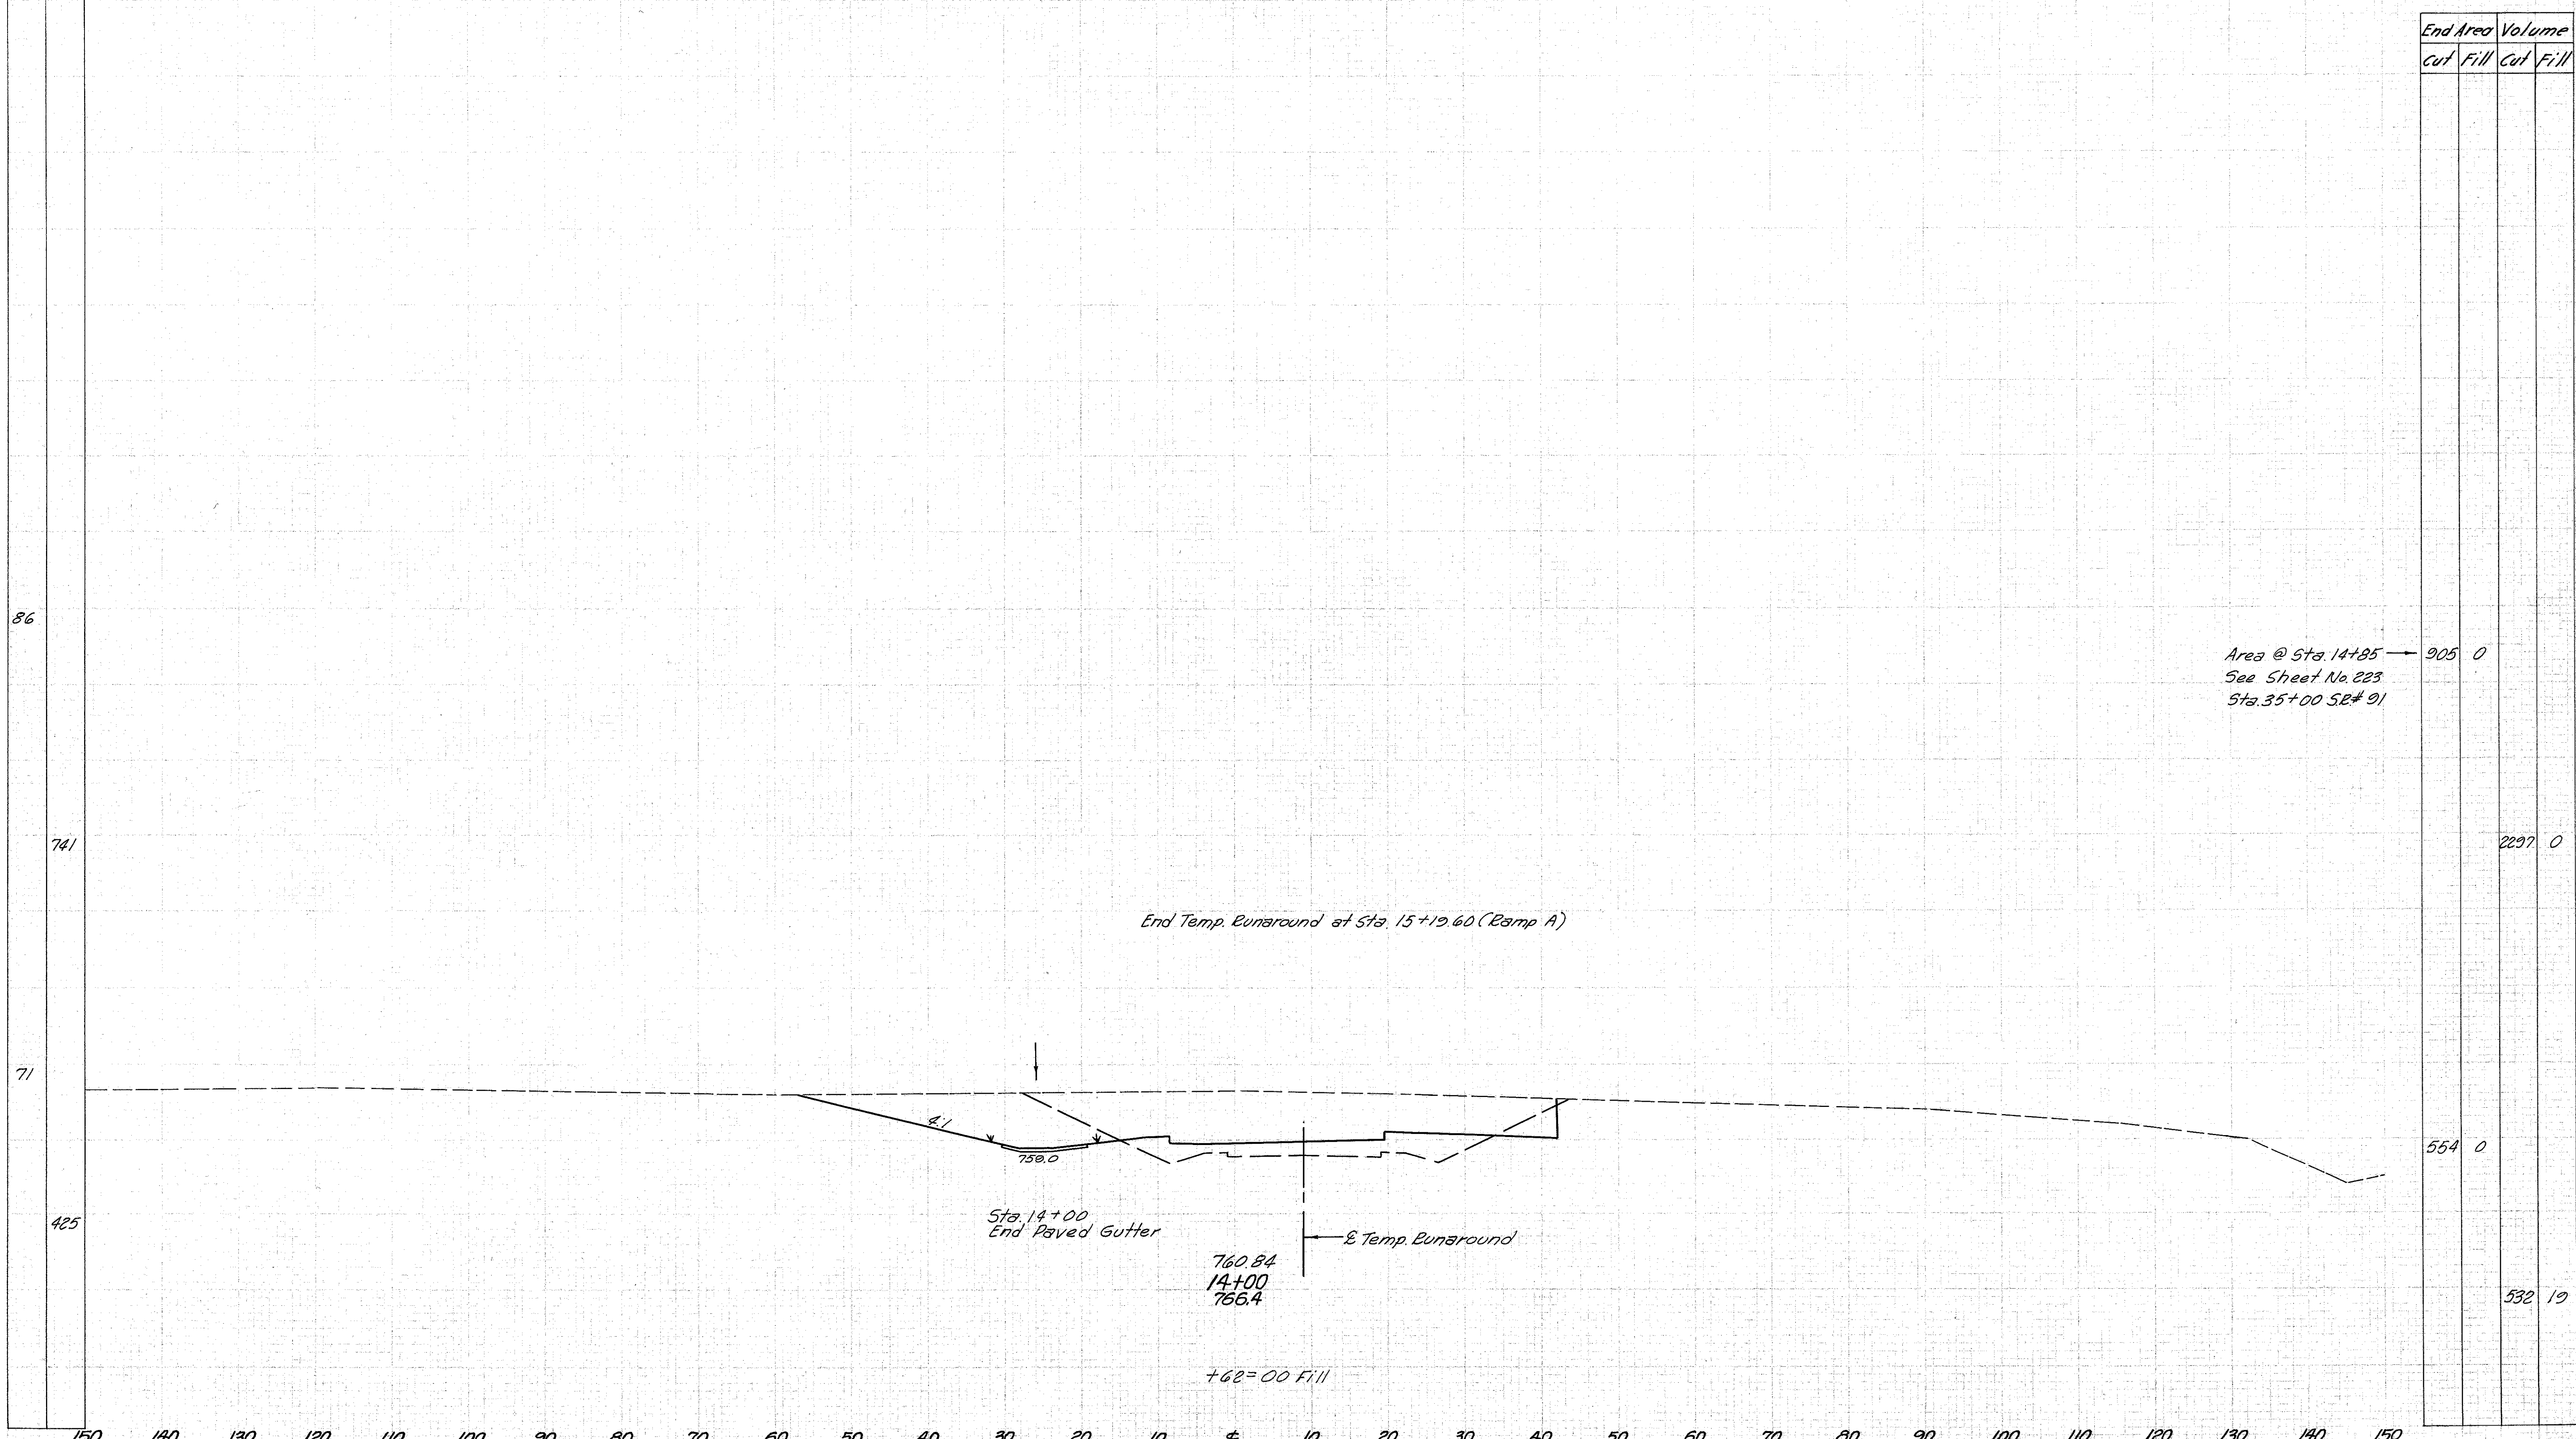 End Area Volume
Cut Fill Cut Fill
86
Area @ Sta. 14+85 905 0
See Sheet No. 223
Sta. 35+00 S.R.# 91
741
2297 0
End Temp. Runaround at Sta. 15+19.60 (Ramp A)
71
4:1
759.0
554 0
425
Sta. 14+00
End Paved Gutter
℄ Temp. Runaround
760.84
14+00
766.4
532 19
+62=00 Fill
150 140 130 120 110 100 90 80 70 60 50 40 30 20 10 ℄ 10 20 30 40 50 60 70 80 90 100 110 120 130 140 150